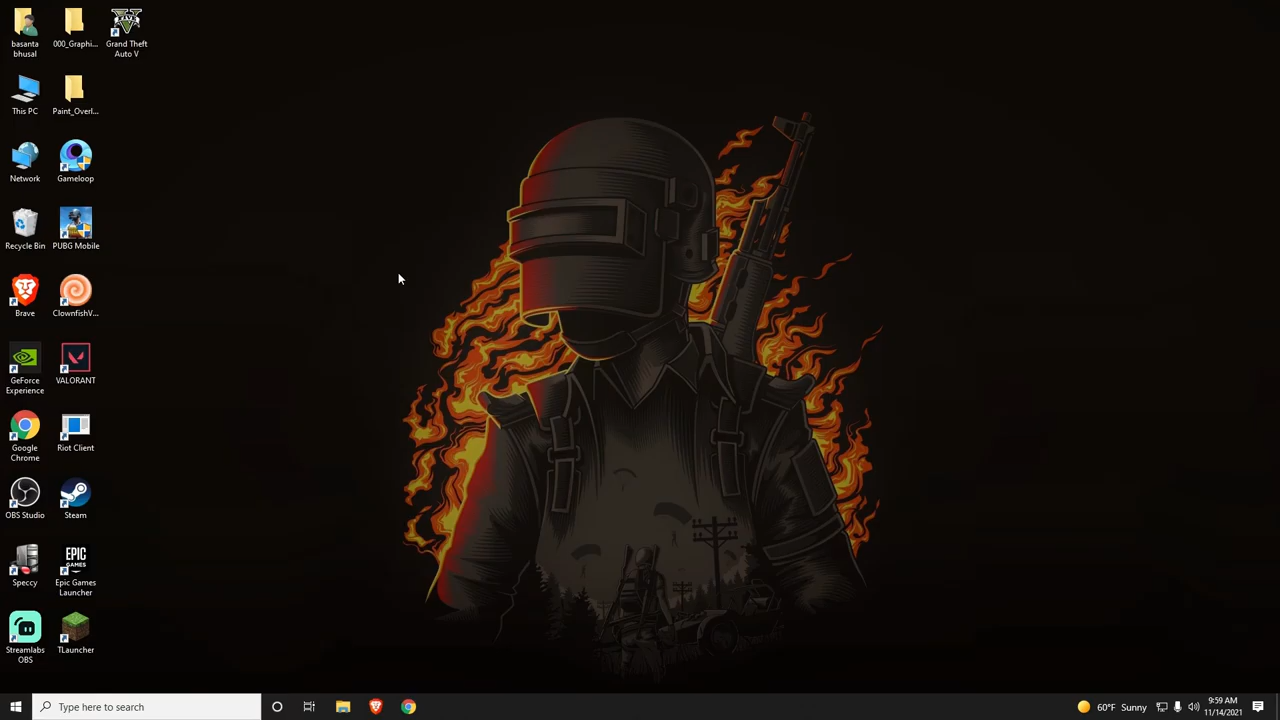 basanta
bhusal
000_Graphi...
Grand Theft
Auto V
This PC
Paint_Overl...
Network
Gameloop
Recycle Bin
PUBG Mobile
Brave
ClownfishV...
GeForce
Experience
VALORANT
Google
Chrome
Riot Client
OBS Studio
Steam
Speccy
EPIC
GAMES
Epic Games
Launcher
Streamlabs
OBS
TLauncher
Type here to search
60°F Sunny
9:59 AM
11/14/2021